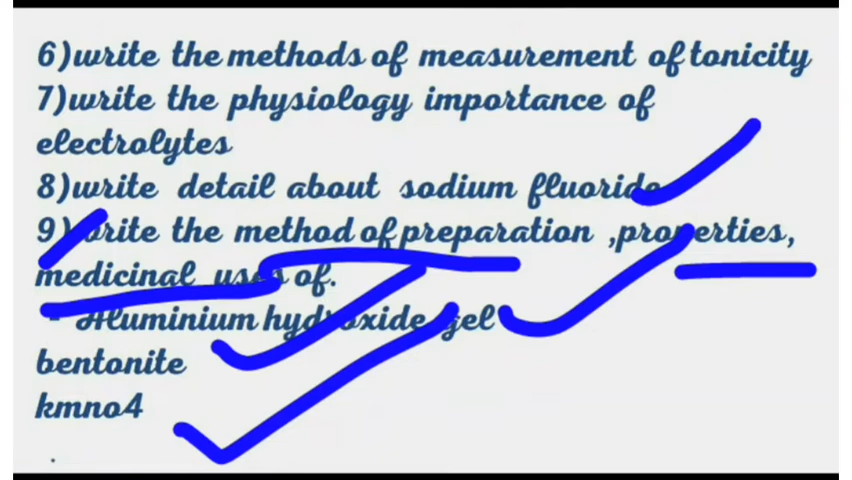 6)write the methods of measurement of tonicity
7)write the physiology importance of
electrolytes
8)write detail about sodium fluoride
9)write the method of preparation ,properties,
medicinal uses of.
- Aluminium hydroxide gel
bentonite
kmno4
.